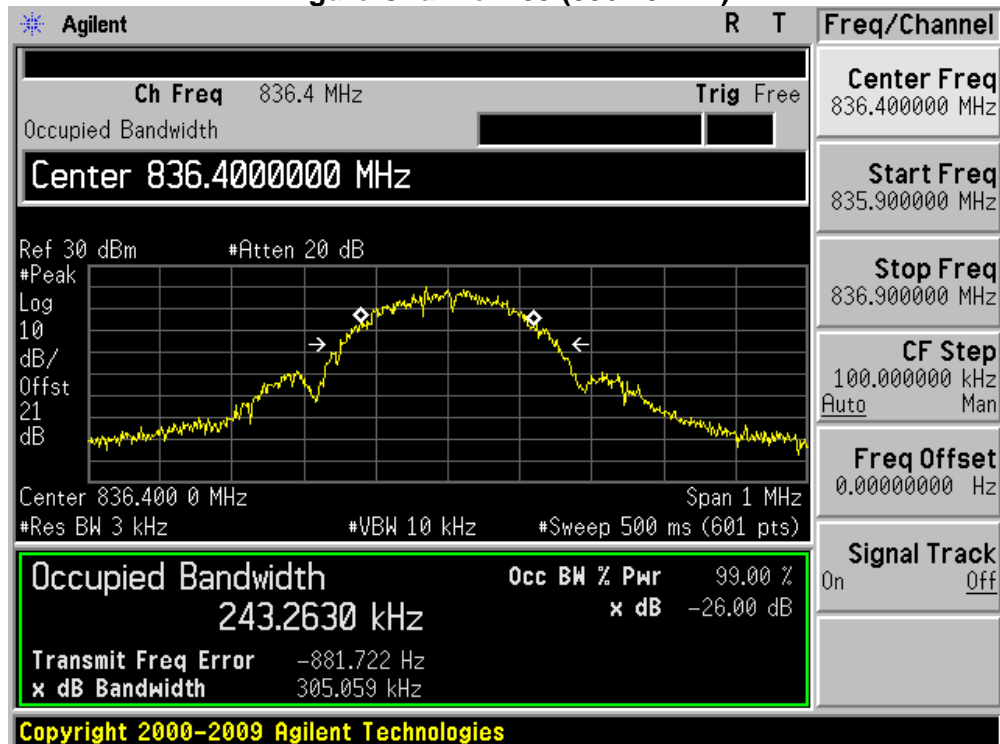 Agilent R T Freq/Channel
Ch Freq 836.4 MHz Trig Free
Occupied Bandwidth
Center 836.4000000 MHz
Ref 30 dBm #Atten 20 dB
#Peak
Log
10
dB/
Offst
21
dB
Center 836.400 0 MHz Span 1 MHz
#Res BW 3 kHz #VBW 10 kHz #Sweep 500 ms (601 pts)
Occupied Bandwidth Occ BW % Pwr 99.00 %
243.2630 kHz x dB -26.00 dB
Transmit Freq Error -881.722 Hz
x dB Bandwidth 305.059 kHz
Center Freq
836.400000 MHz
Start Freq
835.900000 MHz
Stop Freq
836.900000 MHz
CF Step
100.000000 kHz
Auto Man
Freq Offset
0.00000000 Hz
Signal Track
On Off
Copyright 2000-2009 Agilent Technologies